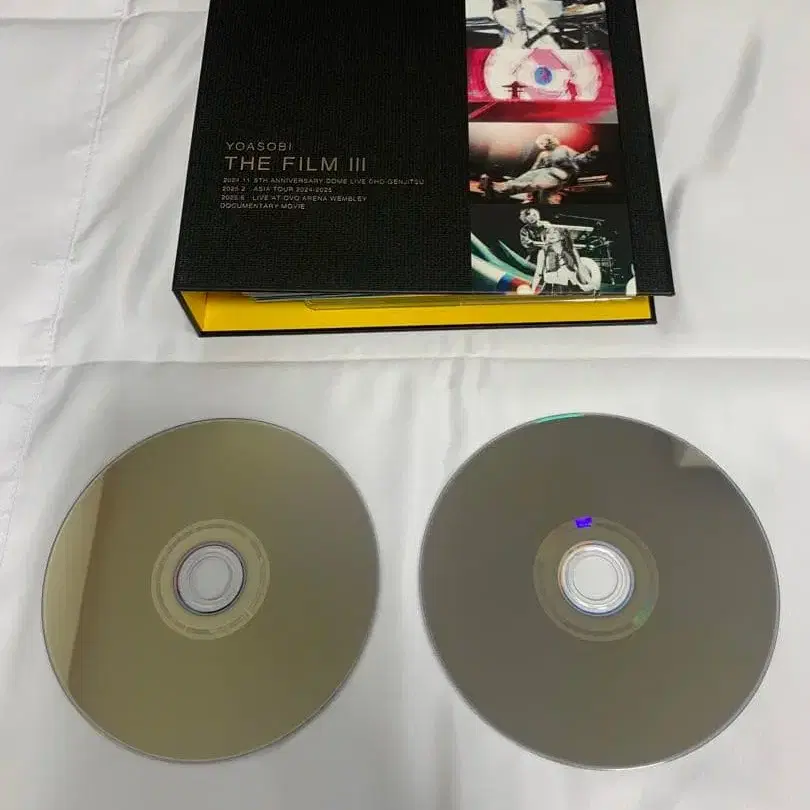 YOASOBI
THE FILM III
2024.11 5TH ANNIVERSARY DOME LIVE CHO-GENJITSU
2025.2 ASIA TOUR 2024-2025
2025.6 LIVE AT OVO ARENA WEMBLEY
DOCUMENTARY MOVIE